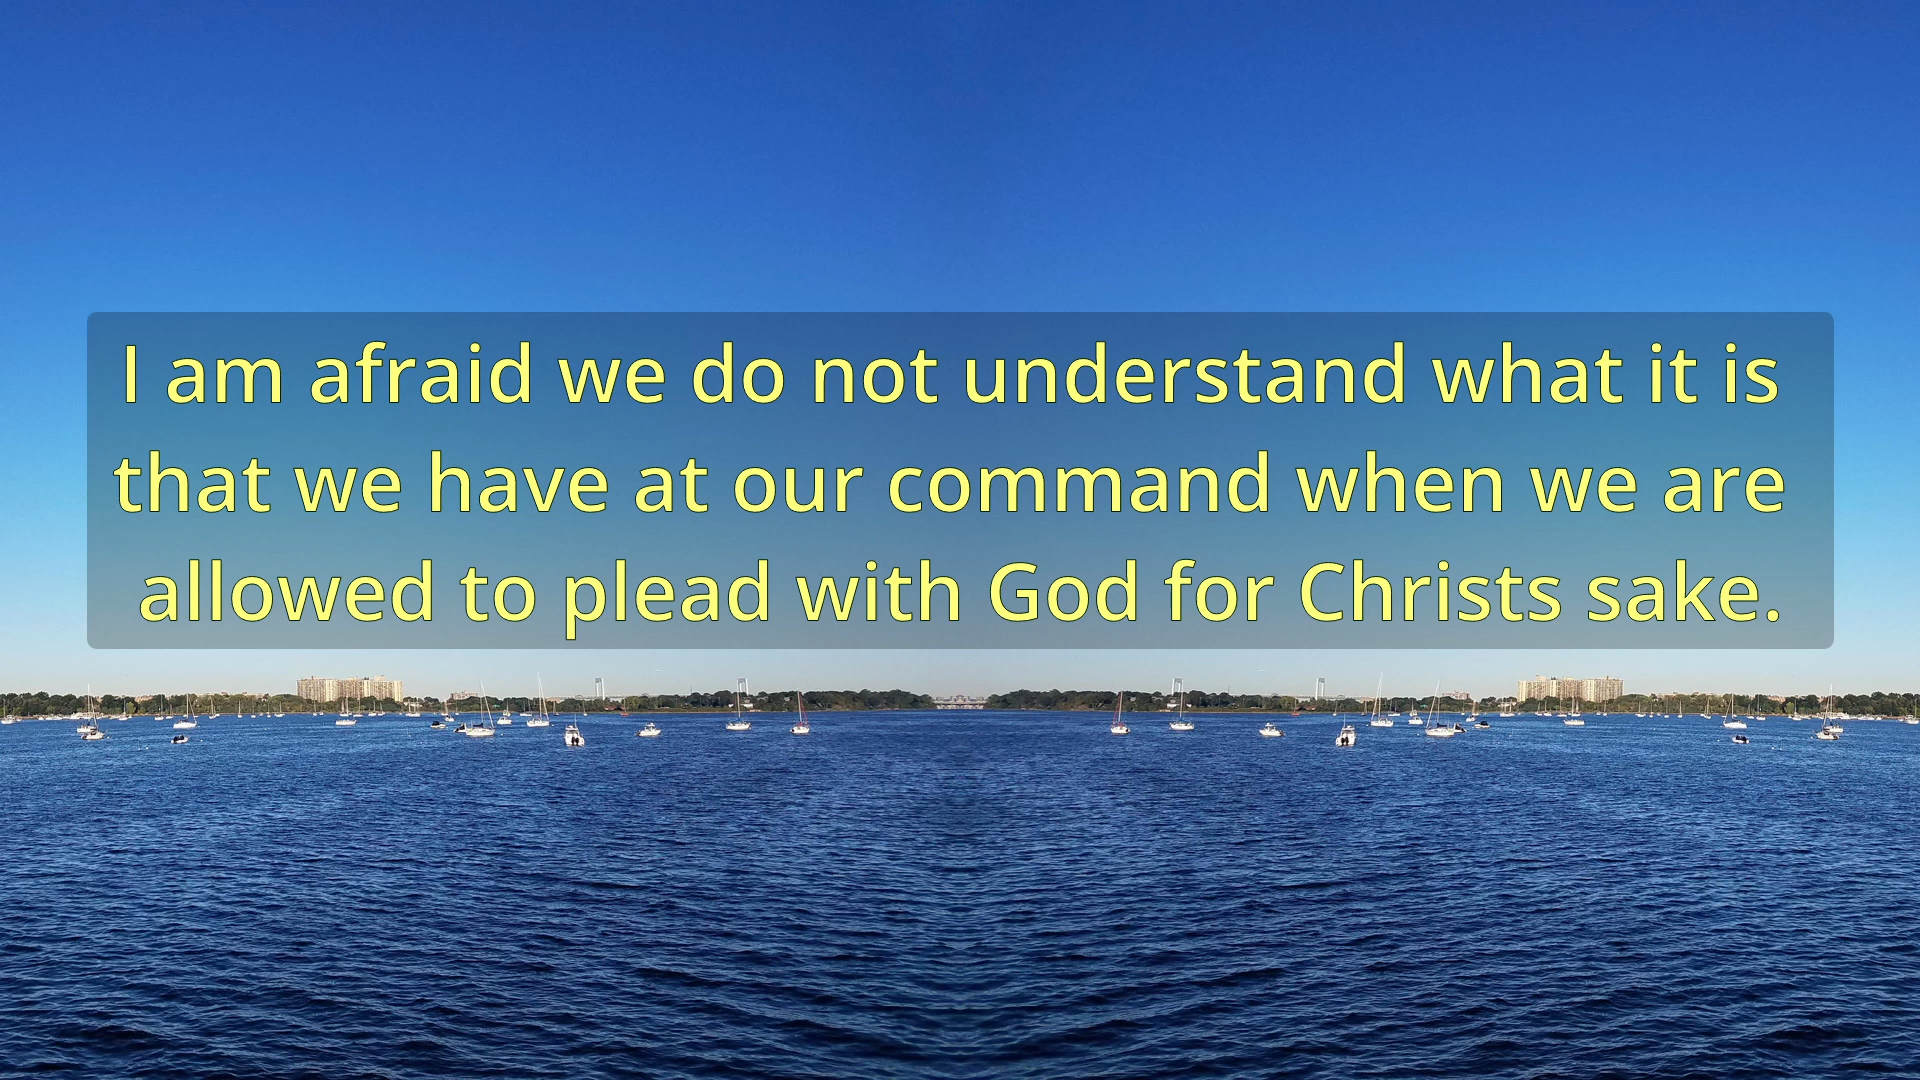 I am afraid we do not understand what it is
that we have at our command when we are
allowed to plead with God for Christs sake.